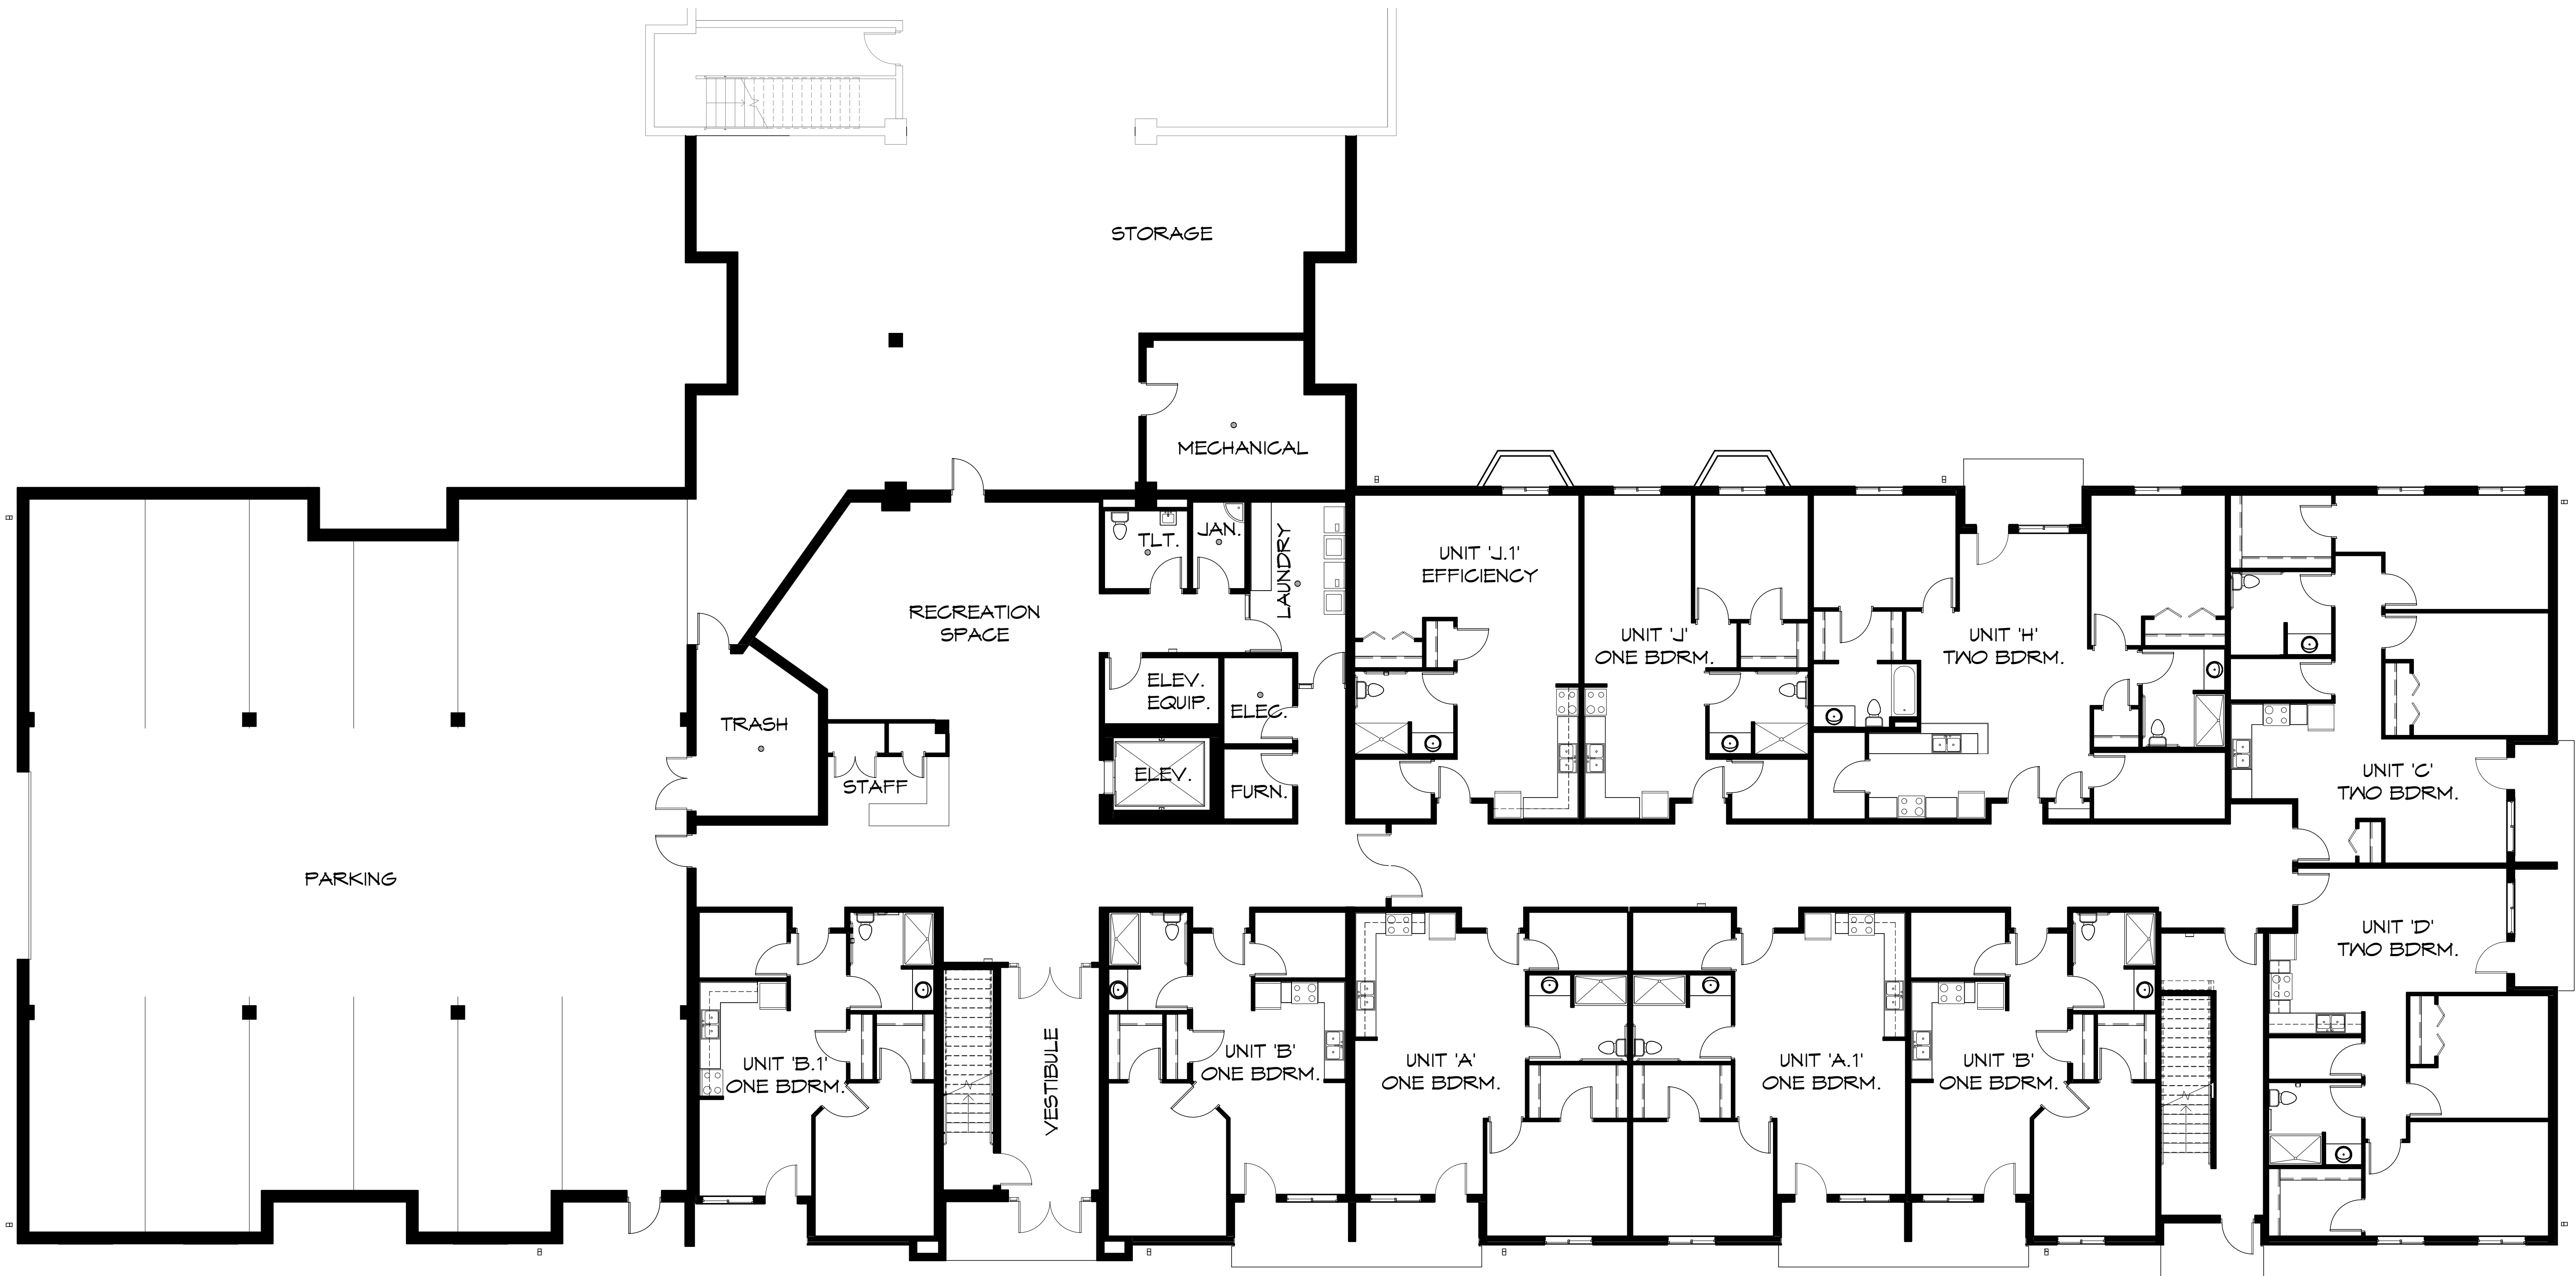 STORAGE
MECHANICAL
TLT.
JAN.
LAUNDRY
UNIT 'J.1'
EFFICIENCY
RECREATION
SPACE
UNIT 'J'
ONE BDRM.
UNIT 'H'
TWO BDRM.
ELEV.
EQUIP.
ELEC.
TRASH
STAFF
ELEV.
FURN.
UNIT 'C'
TWO BDRM.
PARKING
UNIT 'D'
TWO BDRM.
UNIT 'B.1'
ONE BDRM.
VESTIBULE
UNIT 'B'
ONE BDRM.
UNIT 'A'
ONE BDRM.
UNIT 'A.1'
ONE BDRM.
UNIT 'B'
ONE BDRM.